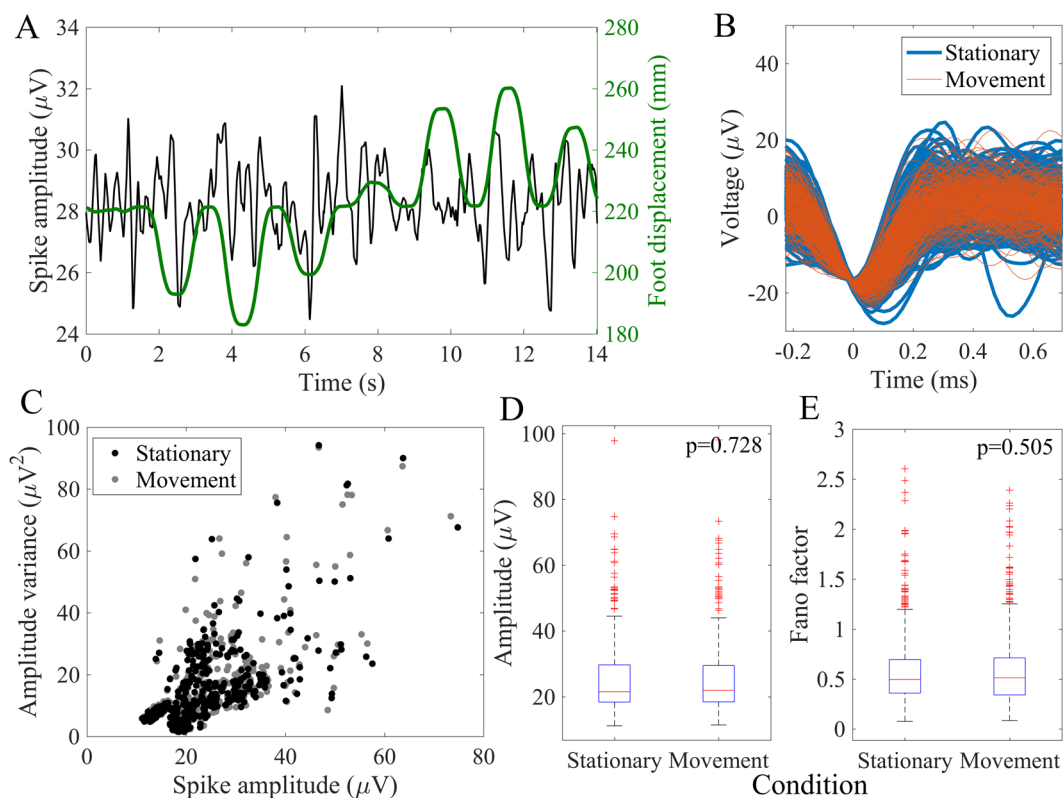 A
34
32
30
28
26
24
Spike amplitude (μV)
0 2 4 6 8 10 12 14
Time (s)
280
260
240
220
200
180
Foot displacement (mm)
B
40
20
0
-20
Voltage (μV)
-0.2 0 0.2 0.4 0.6
Time (ms)
Stationary
Movement
C
100
80
60
40
20
0
Amplitude variance (μV²)
0 20 40 60 80
Spike amplitude (μV)
Stationary
Movement
D
100
80
60
40
20
Amplitude (μV)
p=0.728
Stationary Movement
E
3
2.5
2
1.5
1
0.5
0
Fano factor
p=0.505
Stationary Movement
Condition